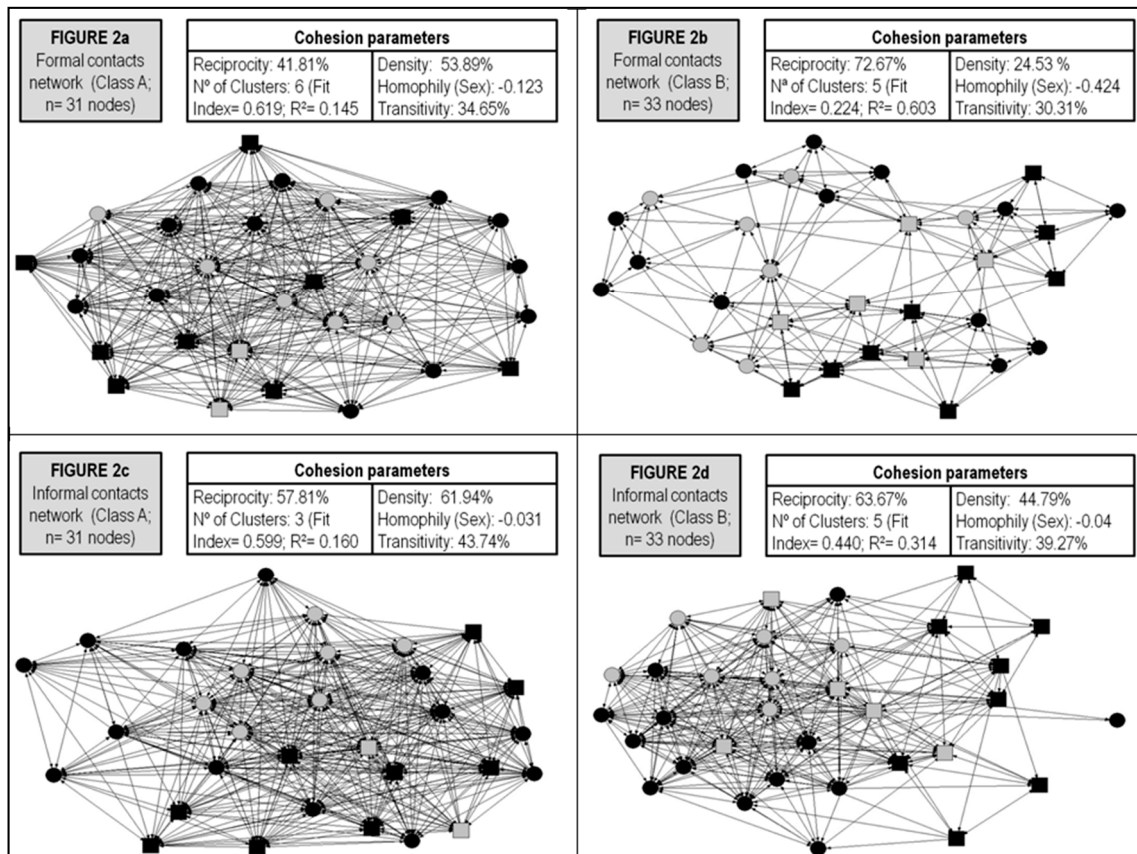 FIGURE 2a
Formal contacts
network (Class A;
n= 31 nodes)
Cohesion parameters
Reciprocity: 41.81%
Nº of Clusters: 6 (Fit
Index= 0.619; R²= 0.145
Density: 53.89%
Homophily (Sex): -0.123
Transitivity: 34.65%
FIGURE 2b
Formal contacts
network (Class B;
n= 33 nodes)
Cohesion parameters
Reciprocity: 72.67%
Nª of Clusters: 5 (Fit
Index= 0.224; R²= 0.603
Density: 24.53 %
Homophily (Sex): -0.424
Transitivity: 30.31%
FIGURE 2c
Informal contacts
network (Class A;
n= 31 nodes)
Cohesion parameters
Reciprocity: 57.81%
Nº of Clusters: 3 (Fit
Index= 0.599; R²= 0.160
Density: 61.94%
Homophily (Sex): -0.031
Transitivity: 43.74%
FIGURE 2d
Informal contacts
network (Class B;
n= 33 nodes)
Cohesion parameters
Reciprocity: 63.67%
Nº of Clusters: 5 (Fit
Index= 0.440; R²= 0.314
Density: 44.79%
Homophily (Sex): -0.04
Transitivity: 39.27%